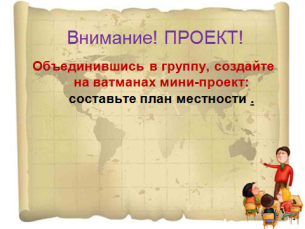 Внимание! ПРОЕКТ!
Объединившись в группу, создайте
на ватманах мини-проект:
составьте план местности .